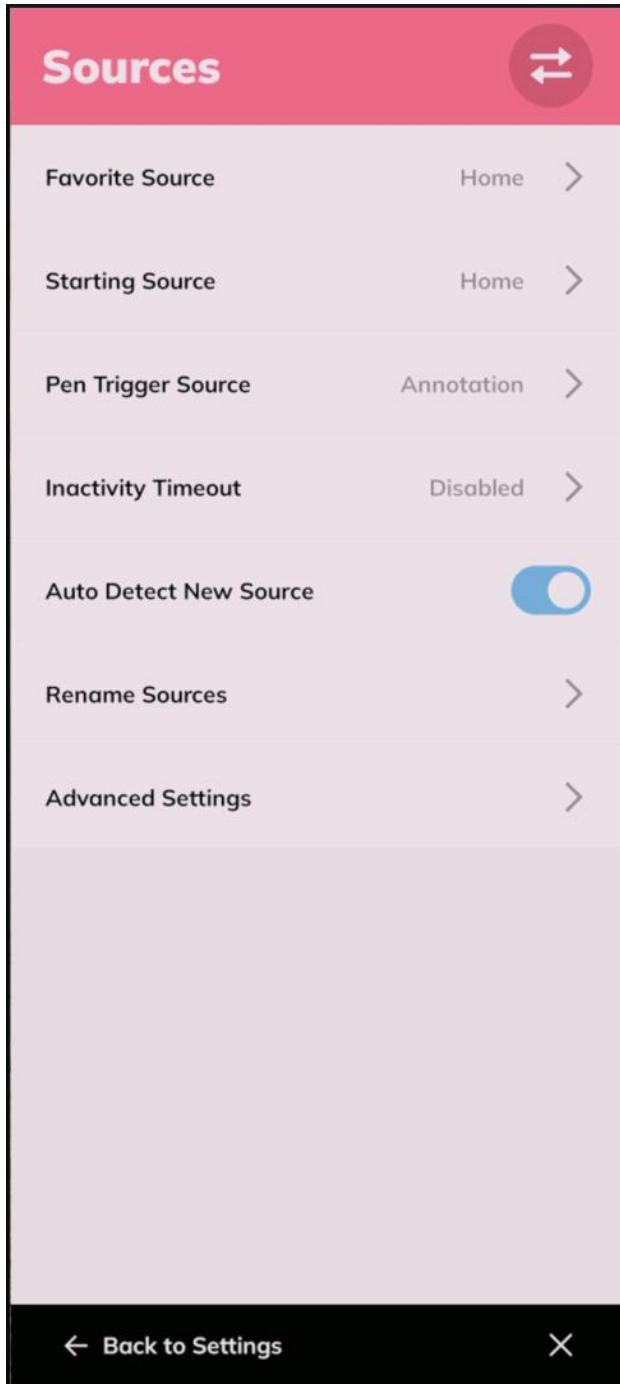 Sources
Favorite Source Home
Starting Source Home
Pen Trigger Source Annotation
Inactivity Timeout Disabled
Auto Detect New Source
Rename Sources
Advanced Settings
Back to Settings